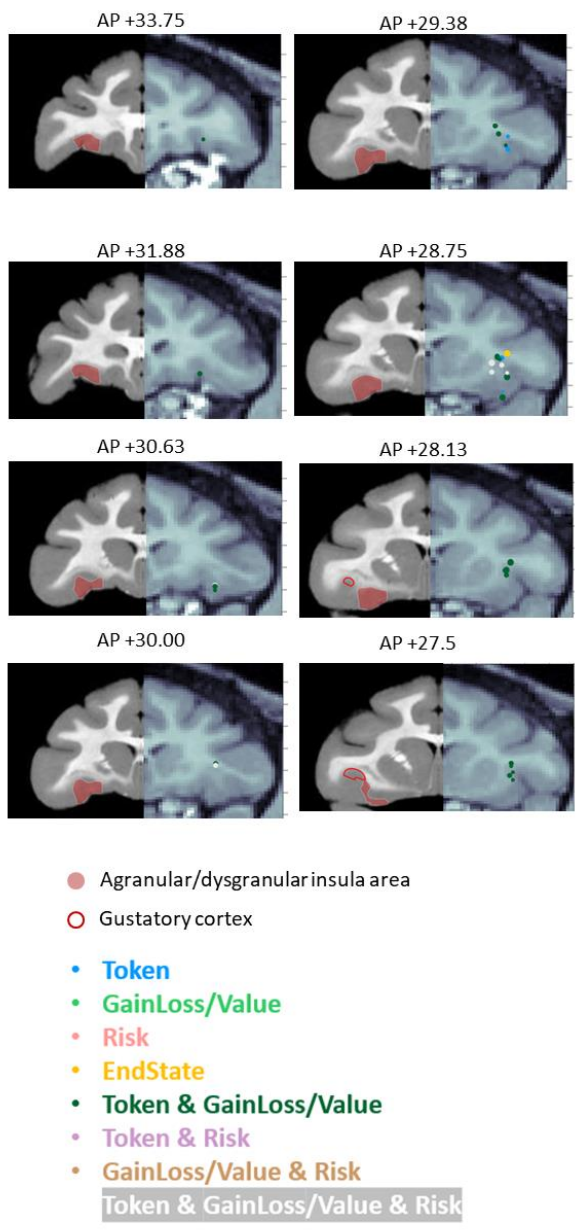 AP +33.75
AP +29.38
AP +31.88
AP +28.75
AP +30.63
AP +28.13
AP +30.00
AP +27.5
Agranular/dysgranular insula area
Gustatory cortex
• Token
• GainLoss/Value
• Risk
• EndState
• Token & GainLoss/Value
• Token & Risk
• GainLoss/Value & Risk
Token & GainLoss/Value & Risk